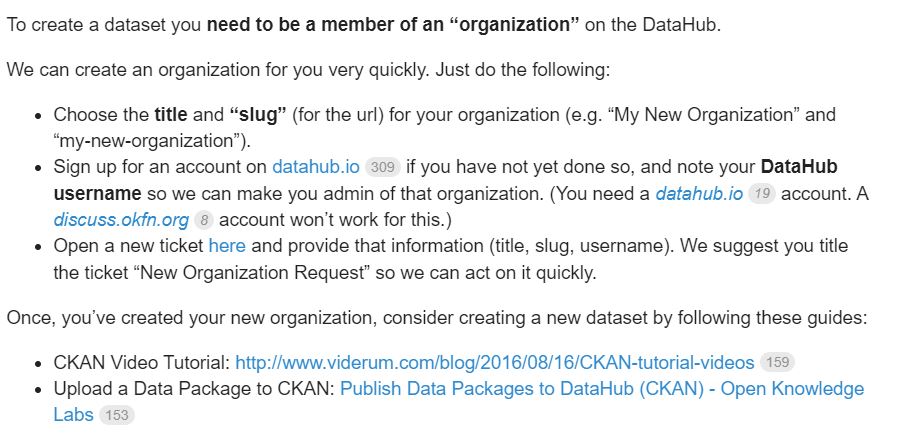 To create a dataset you need to be a member of an “organization” on the DataHub.
We can create an organization for you very quickly. Just do the following:
• Choose the title and “slug” (for the url) for your organization (e.g. “My New Organization” and
“my-new-organization”).
• Sign up for an account on datahub.io 309 if you have not yet done so, and note your DataHub
username so we can make you admin of that organization. (You need a datahub.io 19 account. A
discuss.okfn.org 8 account won’t work for this.)
• Open a new ticket here and provide that information (title, slug, username). We suggest you title
the ticket “New Organization Request” so we can act on it quickly.
Once, you’ve created your new organization, consider creating a new dataset by following these guides:
• CKAN Video Tutorial: http://www.viderum.com/blog/2016/08/16/CKAN-tutorial-videos 159
• Upload a Data Package to CKAN: Publish Data Packages to DataHub (CKAN) - Open Knowledge
Labs 153